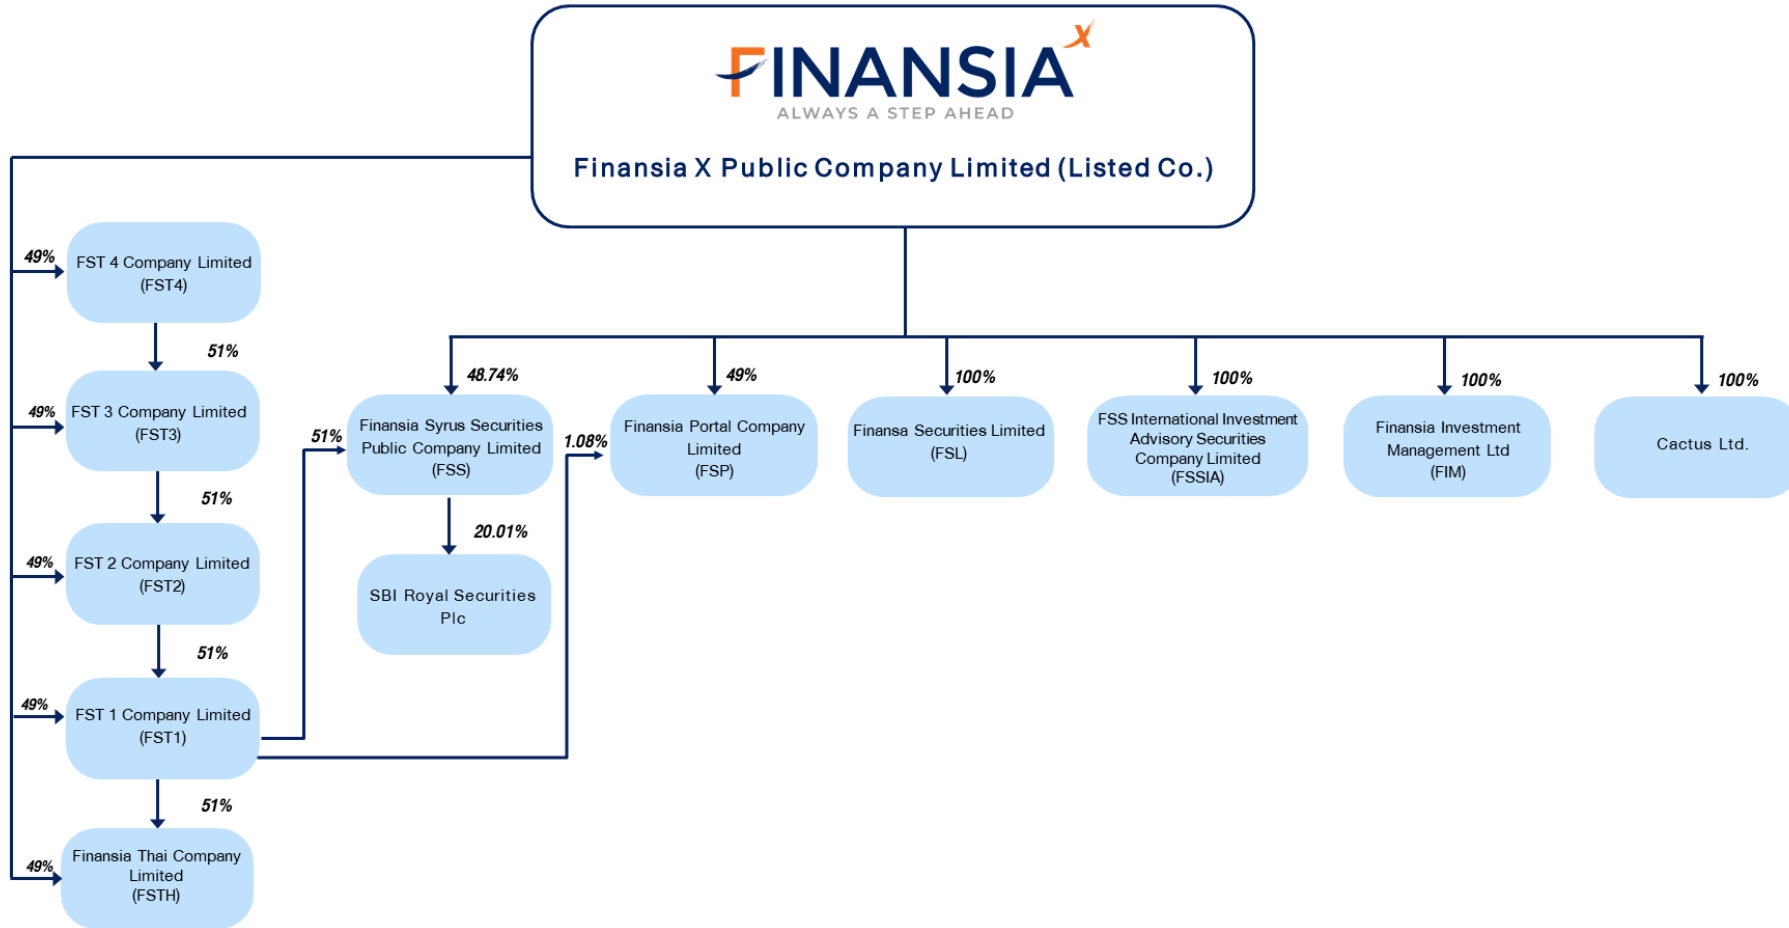 FINANSIA X
ALWAYS A STEP AHEAD
Finansia X Public Company Limited (Listed Co.)
49%
FST 4 Company Limited
(FST4)
51%
49%
FST 3 Company Limited
(FST3)
51%
49%
FST 2 Company Limited
(FST2)
51%
49%
FST 1 Company Limited
(FST1)
51%
49%
Finansia Thai Company
Limited
(FSTH)
48.74%
51%
Finansia Syrus Securities
Public Company Limited
(FSS)
20.01%
SBI Royal Securities
Plc
49%
1.08%
Finansia Portal Company
Limited
(FSP)
100%
Finansa Securities Limited
(FSL)
100%
FSS International Investment
Advisory Securities
Company Limited
(FSSIA)
100%
Finansia Investment
Management Ltd
(FIM)
100%
Cactus Ltd.